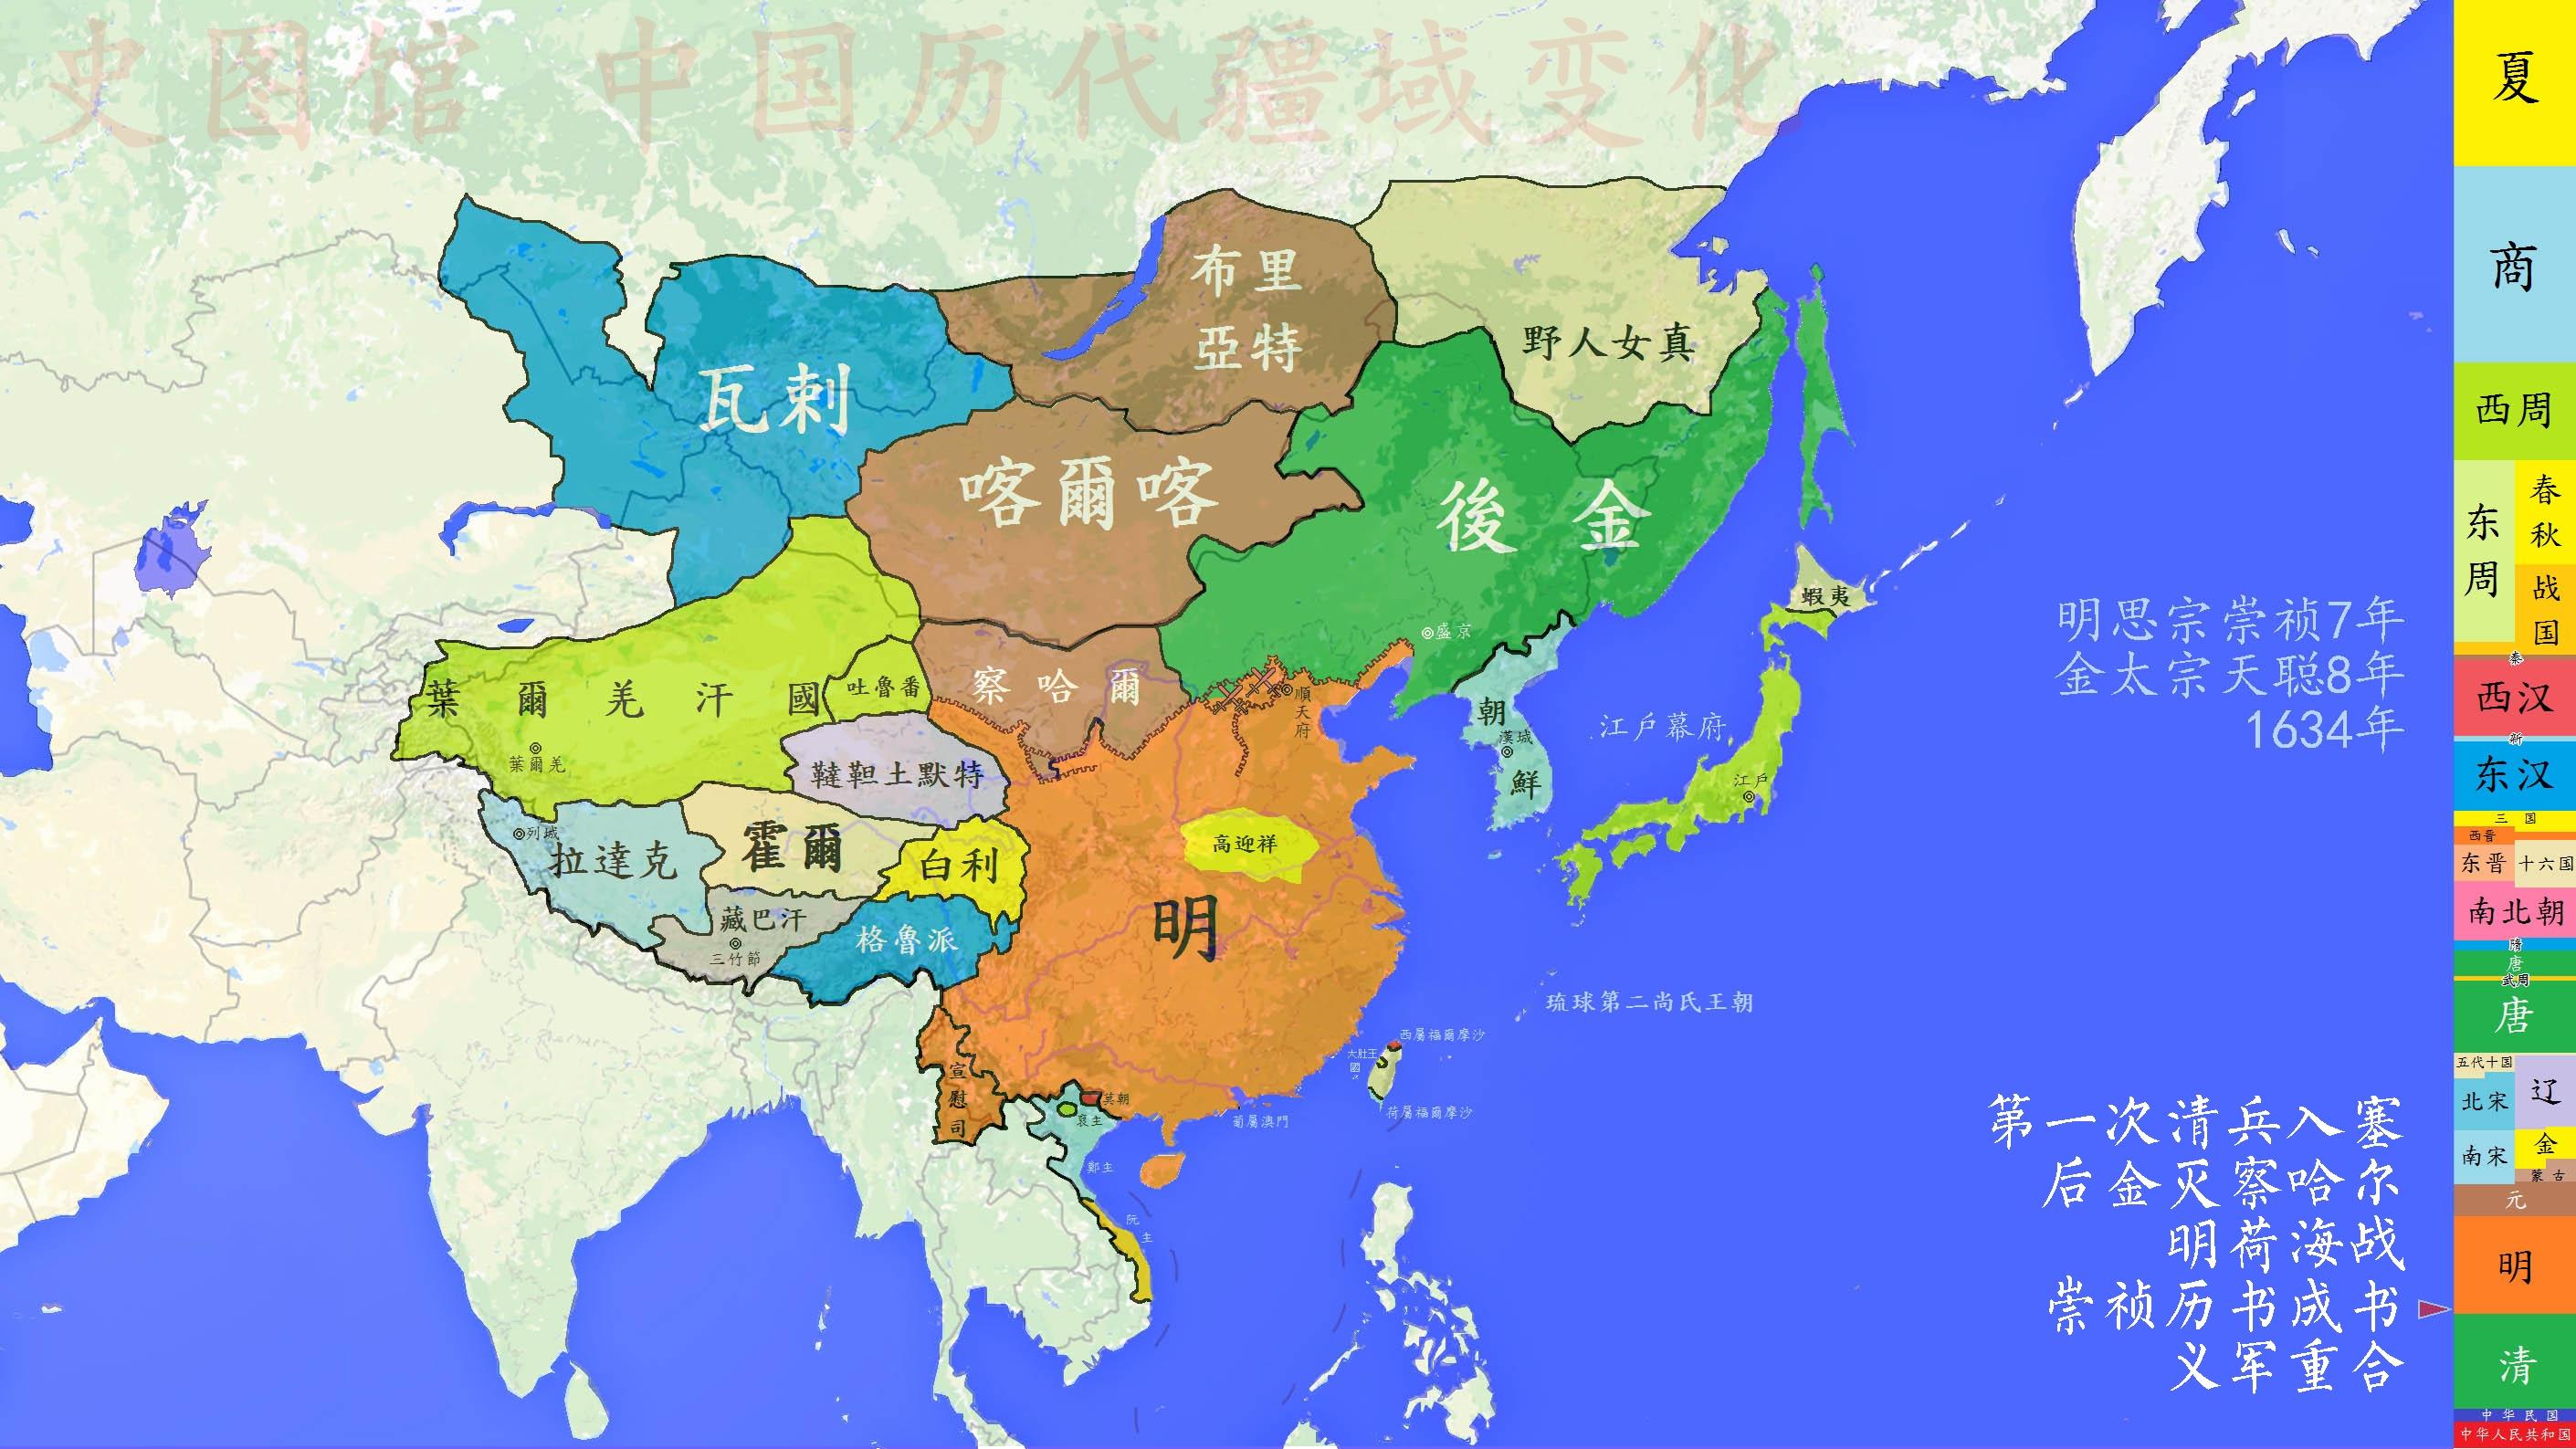 史图馆 中国历代疆域变化
布里
亞特
野人女真
瓦剌
喀爾喀
後金
蝦夷
盛京
察哈爾
葉爾羌汗國
吐魯番
順天府
朝鮮
漢城
江戶幕府
江戶
葉爾羌
韃靼土默特
列城
拉達克
霍爾
白利
高迎祥
藏巴汗
三竹節
格魯派
明
琉球第二尚氏王朝
西屬福爾摩沙
大肚王國
荷屬福爾摩沙
葡屬澳門
宣慰司
莫朝
裒主
鄭主
阮主
明思宗崇祯7年
金太宗天聪8年
1634年
第一次清兵入塞
后金灭察哈尔
明荷海战
崇祯历书成书
义军重合
夏
商
西周
东周
春秋
战国
秦
西汉
新
东汉
三国
西晋
东晋
十六国
南北朝
隋
唐
武周
唐
五代十国
辽
北宋
南宋
金
蒙古
元
明
清
中华民国
中华人民共和国